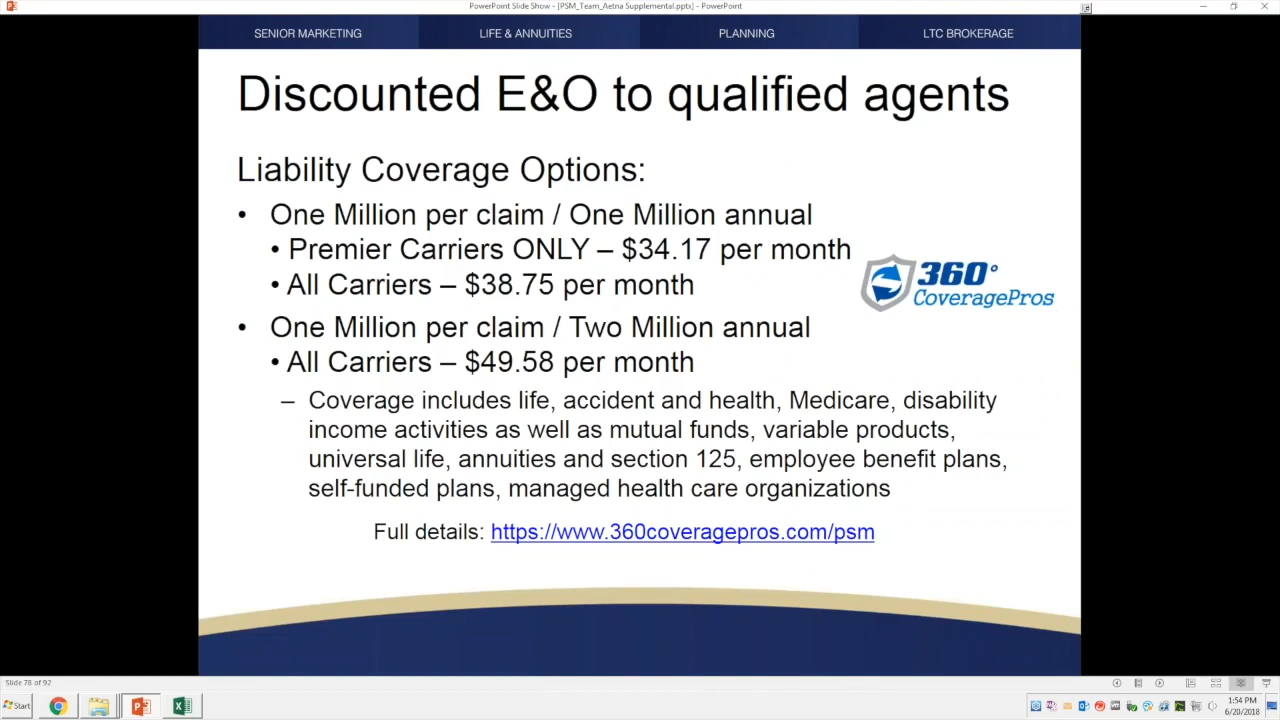 PowerPoint Slide Show - [PSM_Team_Aetna Supplemental.pptx] - PowerPoint
SENIOR MARKETING LIFE & ANNUITIES PLANNING LTC BROKERAGE
Discounted E&O to qualified agents
Liability Coverage Options:
• One Million per claim / One Million annual
• Premier Carriers ONLY – $34.17 per month
• All Carriers – $38.75 per month
360°
CoveragePros
• One Million per claim / Two Million annual
• All Carriers – $49.58 per month
– Coverage includes life, accident and health, Medicare, disability
income activities as well as mutual funds, variable products,
universal life, annuities and section 125, employee benefit plans,
self-funded plans, managed health care organizations
Full details: https://www.360coveragepros.com/psm
Slide 78 of 92
Start
1:54 PM
6/20/2018